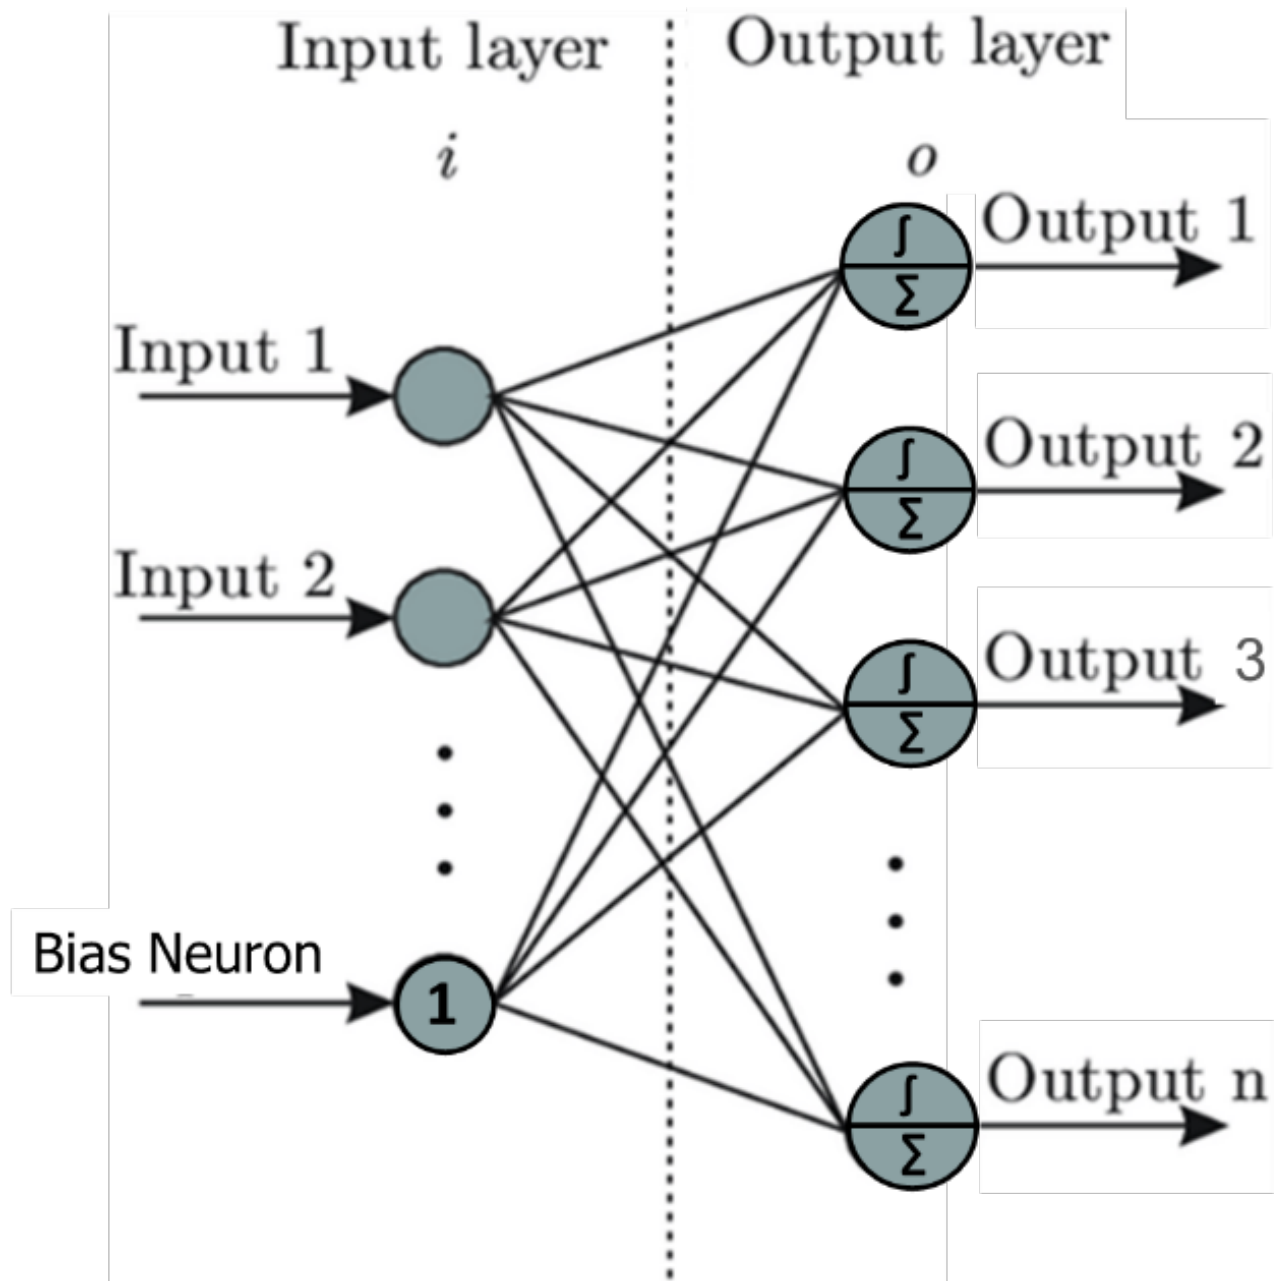 Input layer
Output layer
i
o
∫
Σ
Output 1
Input 1
∫
Σ
Output 2
Input 2
∫
Σ
Output 3
Bias Neuron
1
∫
Σ
Output n